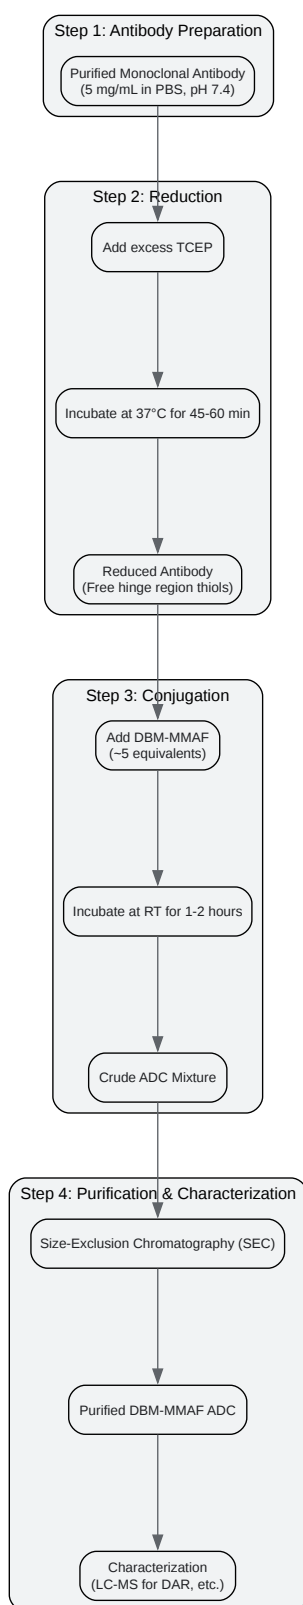 Step 1: Antibody Preparation
Purified Monoclonal Antibody
(5 mg/mL in PBS, pH 7.4)
Step 2: Reduction
Add excess TCEP
Incubate at 37°C for 45-60 min
Reduced Antibody
(Free hinge region thiols)
Step 3: Conjugation
Add DBM-MMAF
(~5 equivalents)
Incubate at RT for 1-2 hours
Crude ADC Mixture
Step 4: Purification & Characterization
Size-Exclusion Chromatography (SEC)
Purified DBM-MMAF ADC
Characterization
(LC-MS for DAR, etc.)